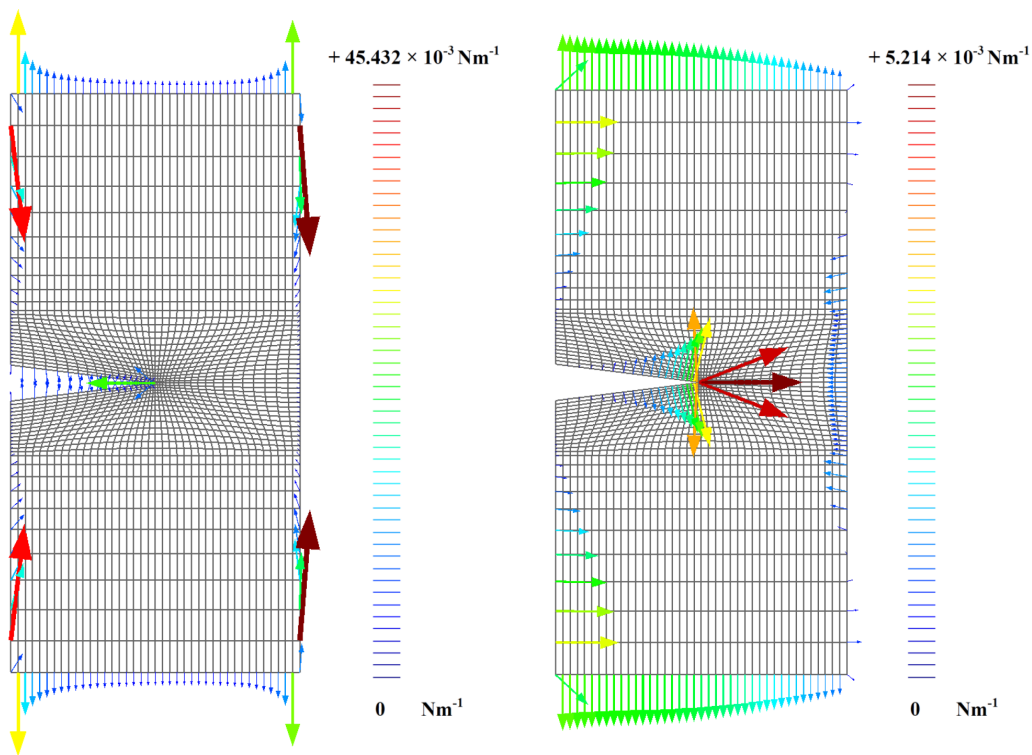 + 45.432 × 10⁻³ Nm⁻¹
+ 5.214 × 10⁻³ Nm⁻¹
0 Nm⁻¹
0 Nm⁻¹